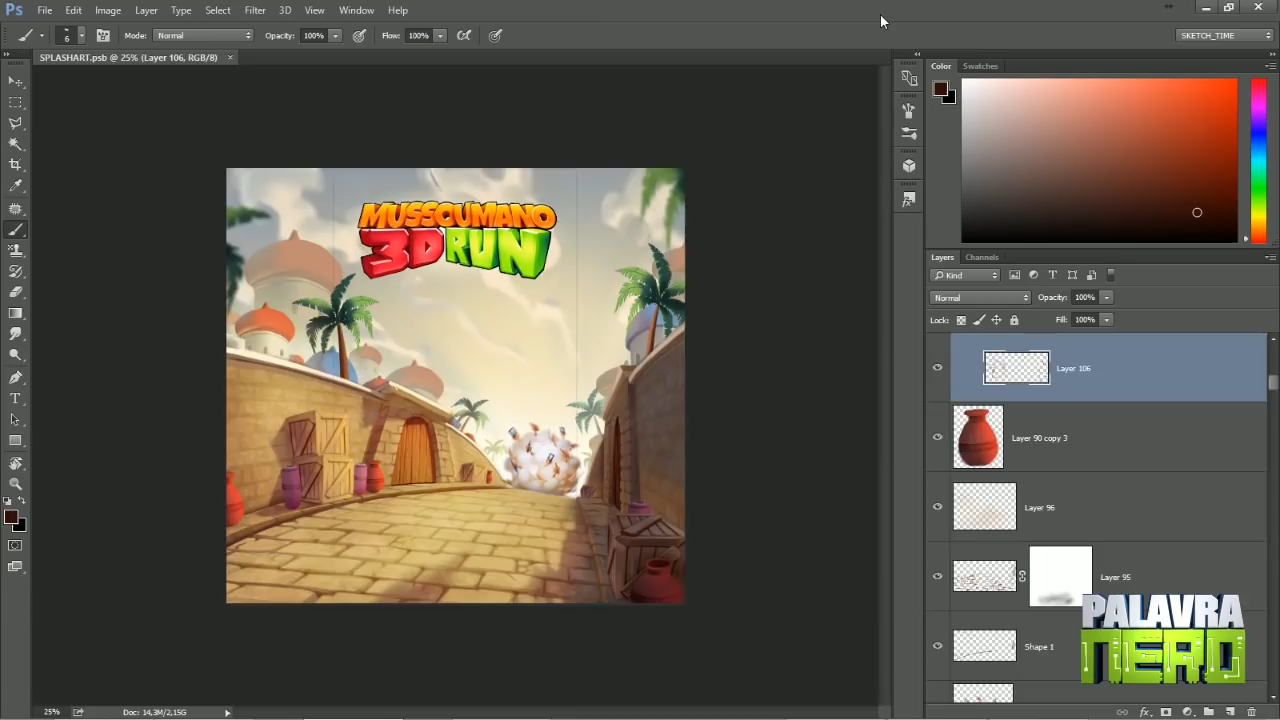 Ps File Edit Image Layer Type Select Filter 3D View Window Help
6 Mode: Normal Opacity: 100% Flow: 100% SKETCH_TIME
SPLASHART.psb @ 25% (Layer 106, RGB/8) ×
Color Swatches
MUSSOUMANO
3D RUN
Layers Channels
Kind
Normal Opacity: 100%
Lock: Fill: 100%
Layer 106
Layer 90 copy 3
Layer 96
Layer 95
Shape 1
PALAVRA
NERD
25% Doc: 14,3M/2,15G